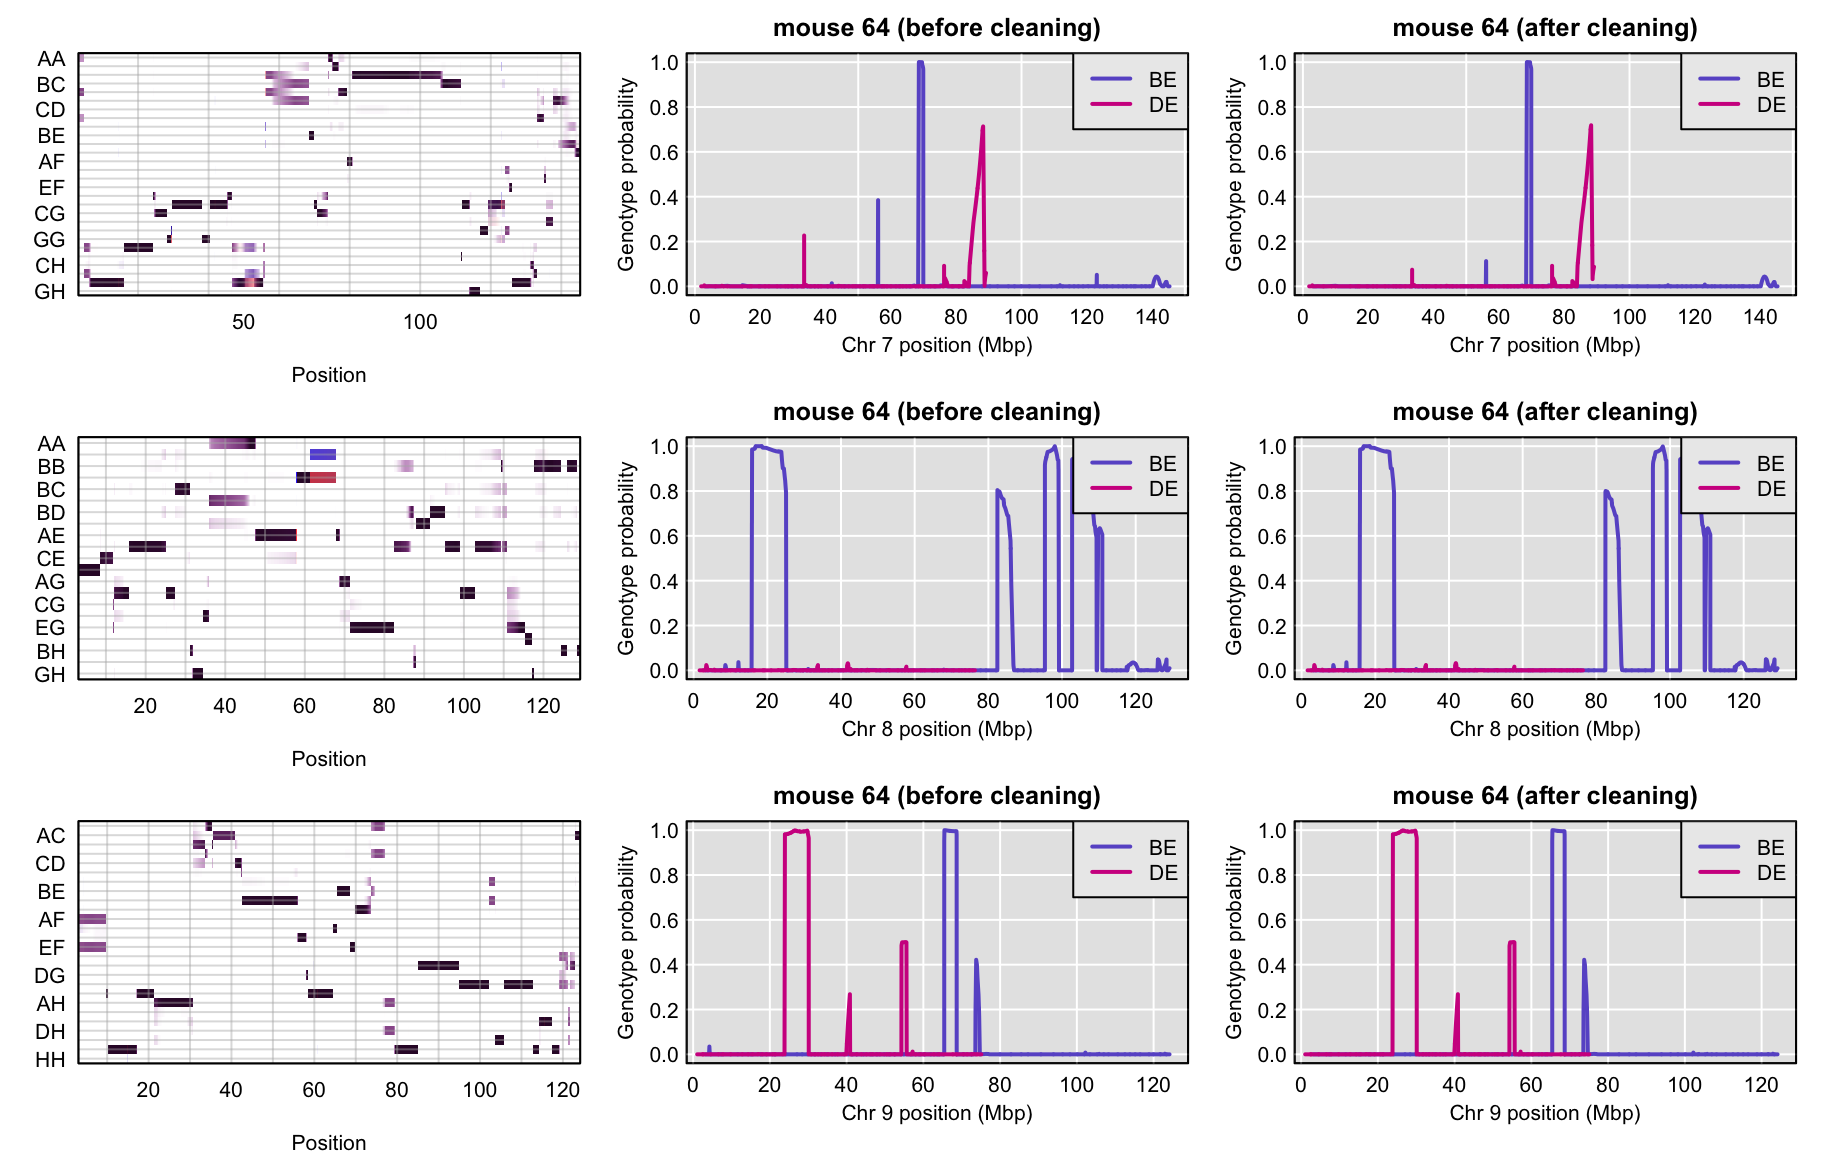 AA
BC
CD
BE
AF
EF
CG
GG
CH
GH
50 100
Position
mouse 64 (before cleaning)
Genotype probability
1.0
0.8
0.6
0.4
0.2
0.0
BE
DE
0 20 40 60 80 100 120 140
Chr 7 position (Mbp)
mouse 64 (after cleaning)
Genotype probability
1.0
0.8
0.6
0.4
0.2
0.0
BE
DE
0 20 40 60 80 100 120 140
Chr 7 position (Mbp)
AA
BB
BC
BD
AE
CE
AG
CG
EG
BH
GH
20 40 60 80 100 120
Position
mouse 64 (before cleaning)
Genotype probability
1.0
0.8
0.6
0.4
0.2
0.0
BE
DE
0 20 40 60 80 100 120
Chr 8 position (Mbp)
mouse 64 (after cleaning)
Genotype probability
1.0
0.8
0.6
0.4
0.2
0.0
BE
DE
0 20 40 60 80 100 120
Chr 8 position (Mbp)
AC
CD
BE
AF
EF
DG
AH
DH
HH
20 40 60 80 100 120
Position
mouse 64 (before cleaning)
Genotype probability
1.0
0.8
0.6
0.4
0.2
0.0
BE
DE
0 20 40 60 80 100 120
Chr 9 position (Mbp)
mouse 64 (after cleaning)
Genotype probability
1.0
0.8
0.6
0.4
0.2
0.0
BE
DE
0 20 40 60 80 100 120
Chr 9 position (Mbp)